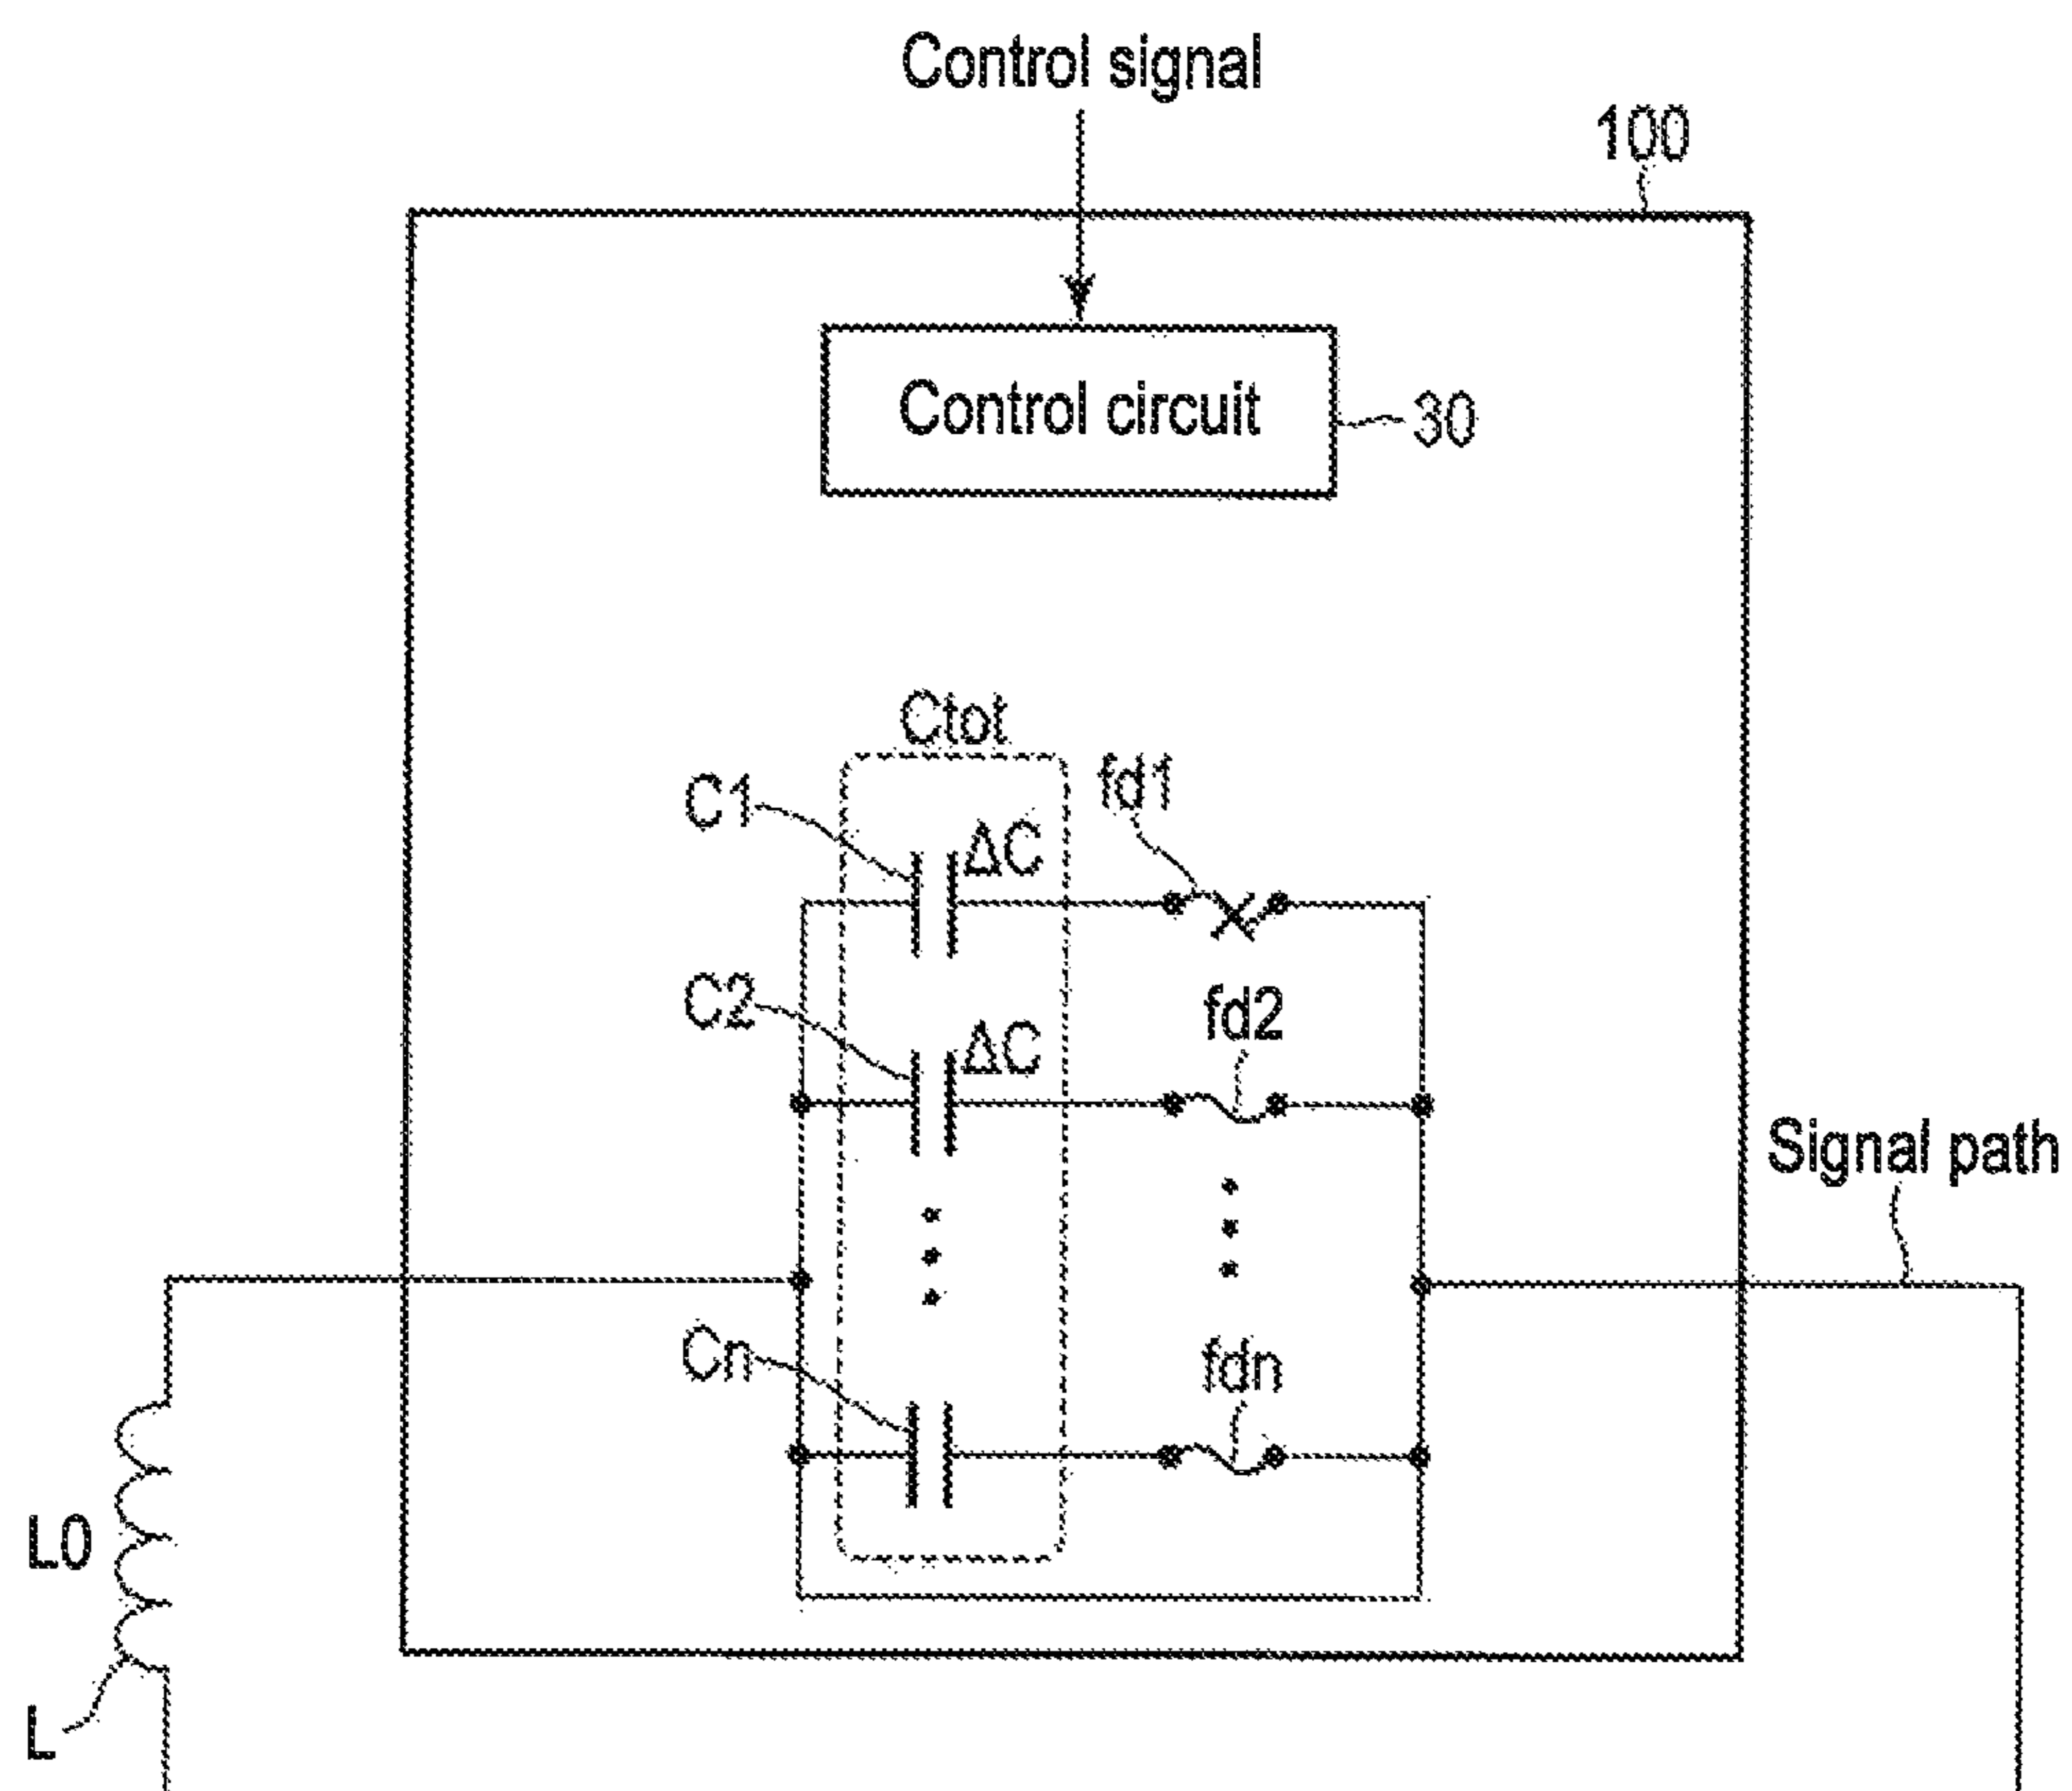 Control signal
100
Control circuit
30
Ctot
C1
ΔC
fd1
C2
ΔC
fd2
Signal path
Cn
fdn
L0
L